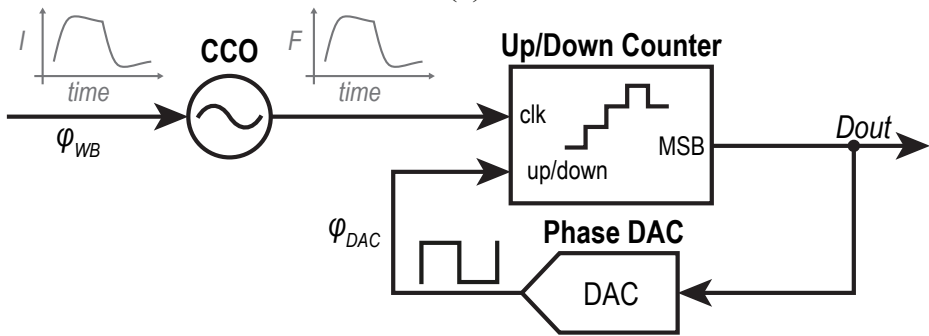 I
time
φWB
CCO
F
time
Up/Down Counter
clk
up/down
MSB
Dout
φDAC
Phase DAC
DAC